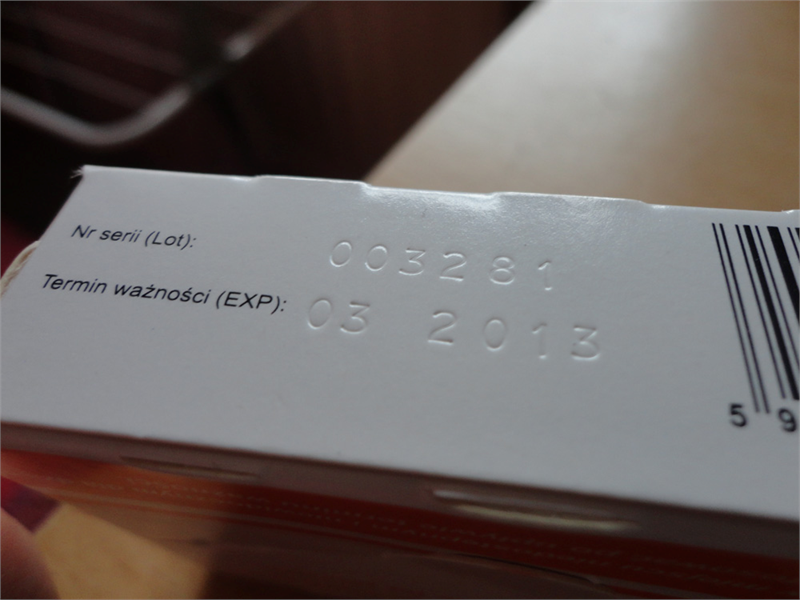 Nr serii (Lot): 003281
Termin ważności (EXP): 03 2013
59